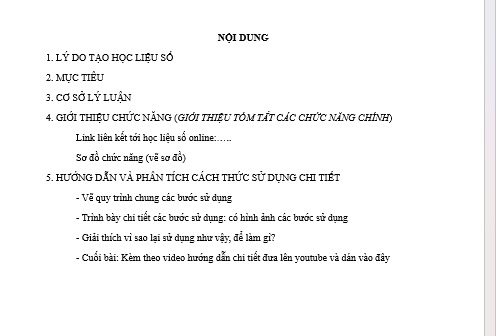 NỘI DUNG
1. LÝ DO TẠO HỌC LIỆU SỐ
2. MỤC TIÊU
3. CƠ SỞ LÝ LUẬN
4. GIỚI THIỆU CHỨC NĂNG (GIỚI THIỆU TÓM TẮT CÁC CHỨC NĂNG CHÍNH)
Link liên kết tới học liệu số online:.....
Sơ đồ chức năng (vẽ sơ đồ)
5. HƯỚNG DẪN VÀ PHÂN TÍCH CÁCH THỨC SỬ DỤNG CHI TIẾT
- Vẽ quy trình chung các bước sử dụng
- Trình bày chi tiết các bước sử dụng: có hình ảnh các bước sử dụng
- Giải thích vì sao lại sử dụng như vậy, để làm gì?
- Cuối bài: Kèm theo video hướng dẫn chi tiết đưa lên youtube và dán vào đây